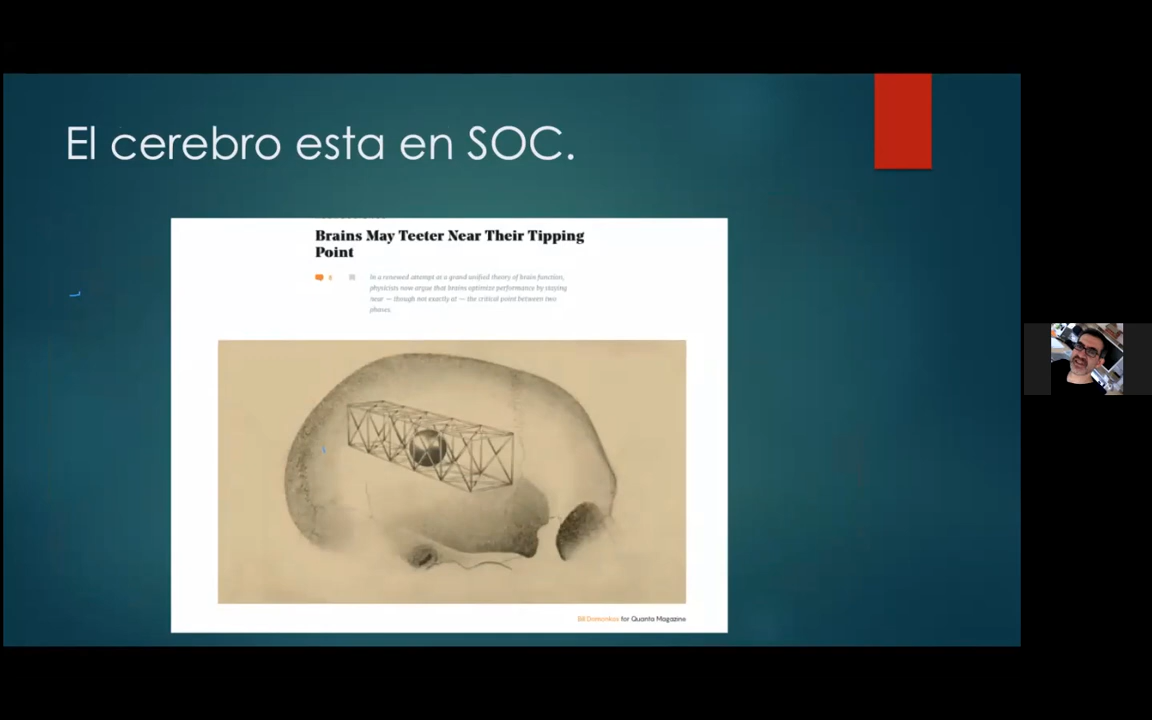 El cerebro esta en SOC.
Brains May Teeter Near Their Tipping
Point
In a renewed attempt at a grand unified theory of brain function,
physicists now argue that brains optimize performance by staying
near — though not exactly at — the critical point between two
phases.
Bill Domonkos for Quanta Magazine